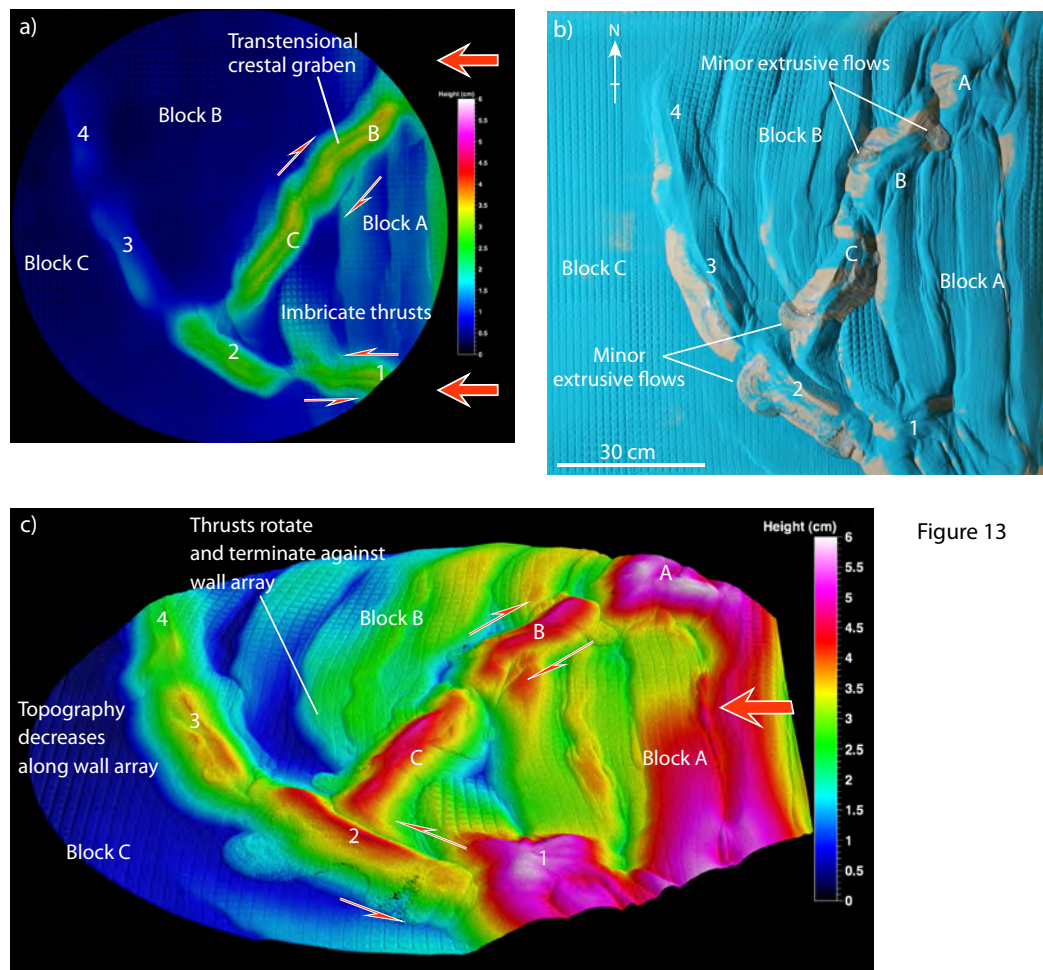 a)
Transtensional
crestal graben
Block B
Height (cm)
6
5.5
5
4.5
4
3.5
3
2.5
2
1.5
1
0.5
0
4
B
Block A
3
C
Block C
Imbricate thrusts
2
1
b)
N
Minor extrusive flows
A
4
Block B
B
C
3
Block C
Block A
Minor
extrusive flows
2
1
30 cm
c)
Thrusts rotate
and terminate against
wall array
Height (cm)
6
5.5
5
4.5
4
3.5
3
2.5
2
1.5
1
0.5
0
A
4
Block B
B
Topography
decreases
along wall array
3
C
Block A
2
Block C
1
Figure 13